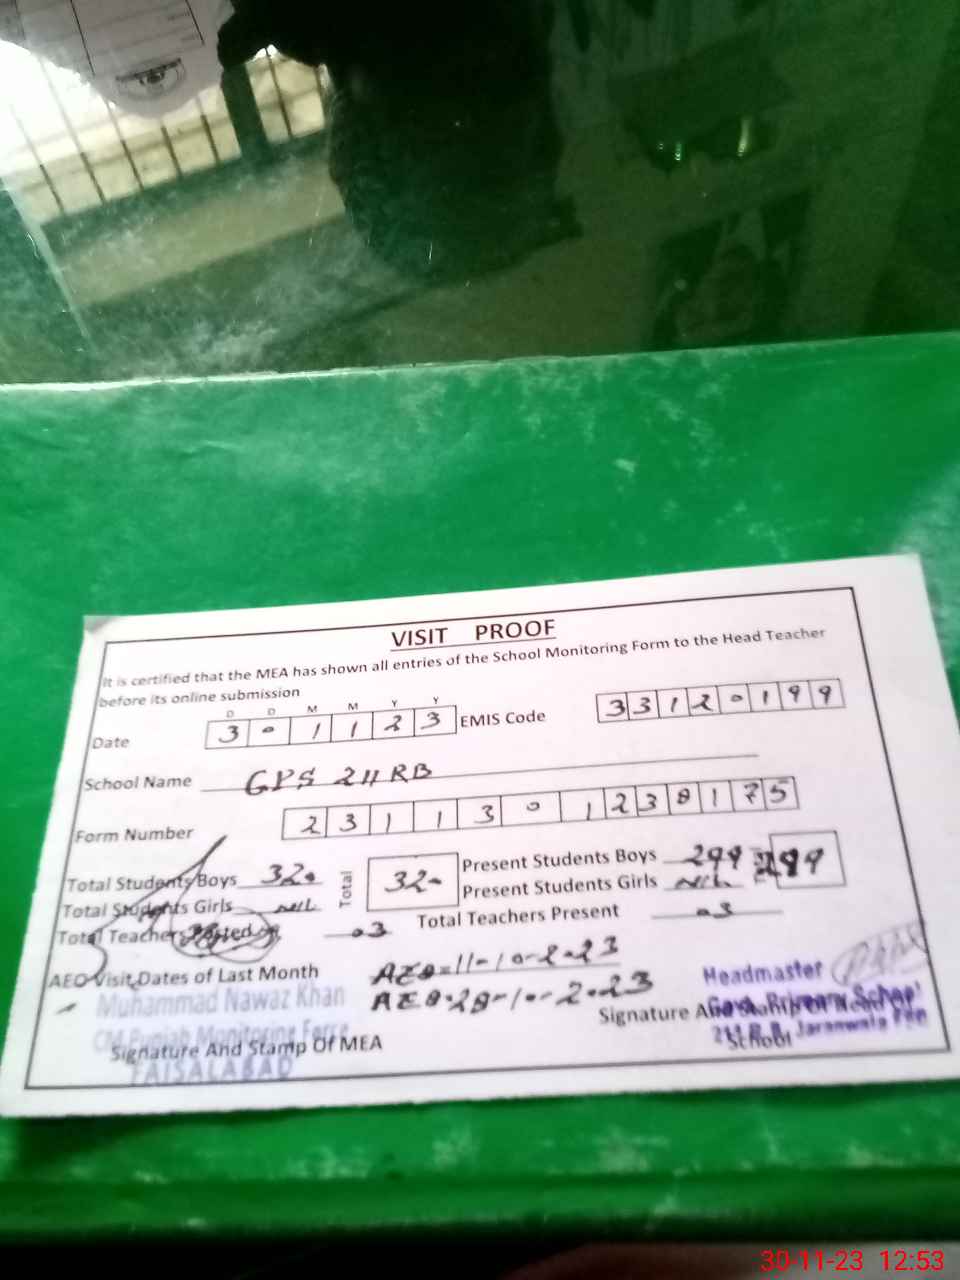 VISIT PROOF
It is certified that the MEA has shown all entries of the School Monitoring Form to the Head Teacher
before its online submission
D D M M Y Y
Date 3 0 1 1 2 3 EMIS Code 3 3 1 2 0 1 9 9
School Name GPS 211 RB
Form Number 2 3 1 1 3 0 1 2 3 8 1 7 5
Total Students Boys 320 Total 320 Present Students Boys 299 299
Total Students Girls Nil Present Students Girls Nil
Total Teachers Posted 03 Total Teachers Present 03
AEO Visit Dates of Last Month AEO=11-10-2023
AEO.28-10-2023
Muhammad Nawaz Khan
CM Punjab Monitoring Force
FAISALABAD
Signature And Stamp Of MEA
Headmaster
Govt. Primary School
211 R.B. Jaranwala
Signature And Stamp Of Head Of
School
30-11-23 12:53